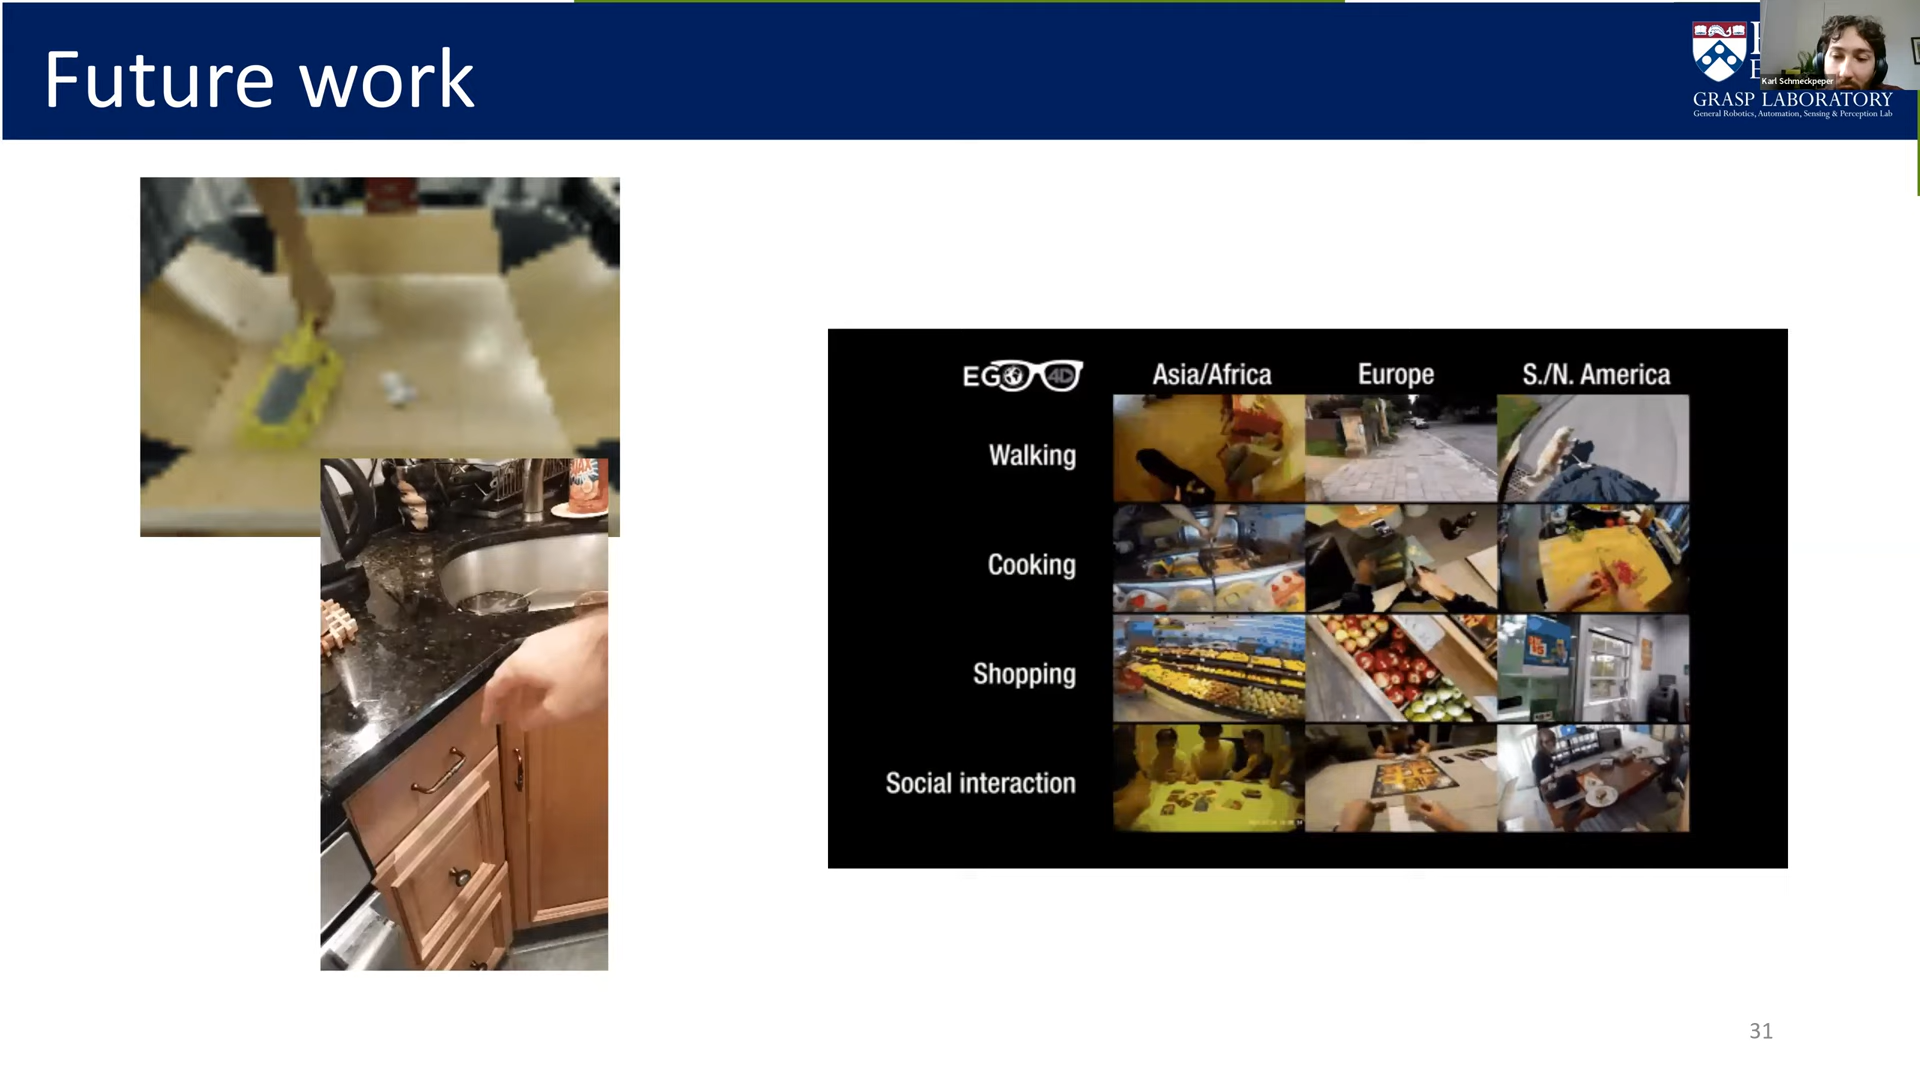 Future work
Karl Schmeckpeper
GRASP LABORATORY
General Robotics, Automation, Sensing & Perception Lab
AJAX
EGO 4D
Asia/Africa
Europe
S./N. America
Walking
Cooking
Shopping
Social interaction
31